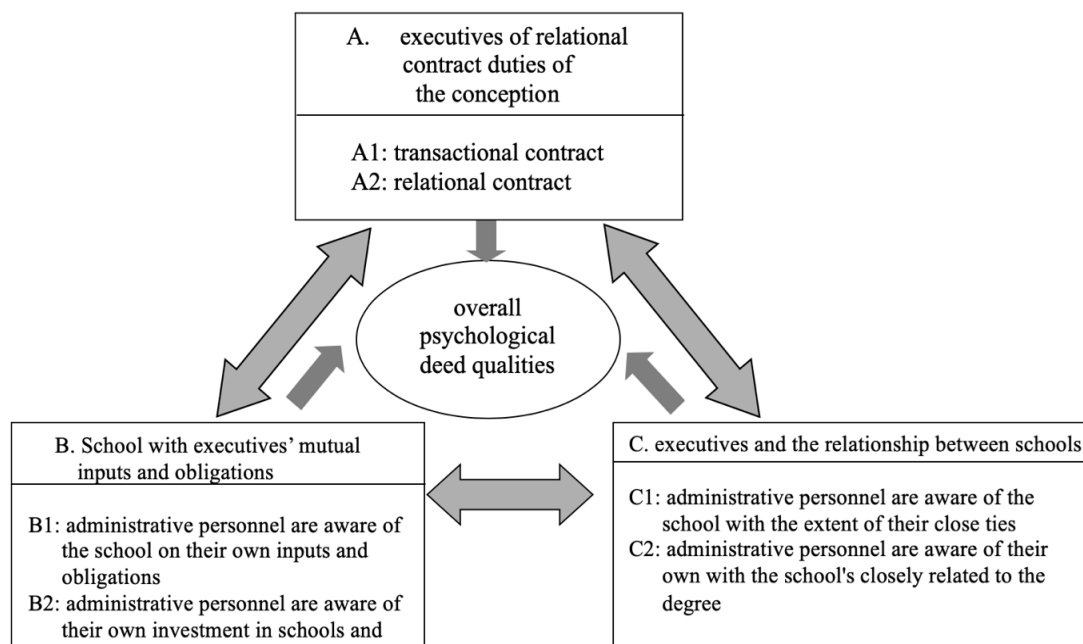 A. executives of relational
contract duties of
the conception
A1: transactional contract
A2: relational contract
overall
psychological
deed qualities
B. School with executives' mutual
inputs and obligations
B1: administrative personnel are aware of
the school on their own inputs and
obligations
B2: administrative personnel are aware of
their own investment in schools and
C. executives and the relationship between schools
C1: administrative personnel are aware of the
school with the extent of their close ties
C2: administrative personnel are aware of their
own with the school's closely related to the
degree